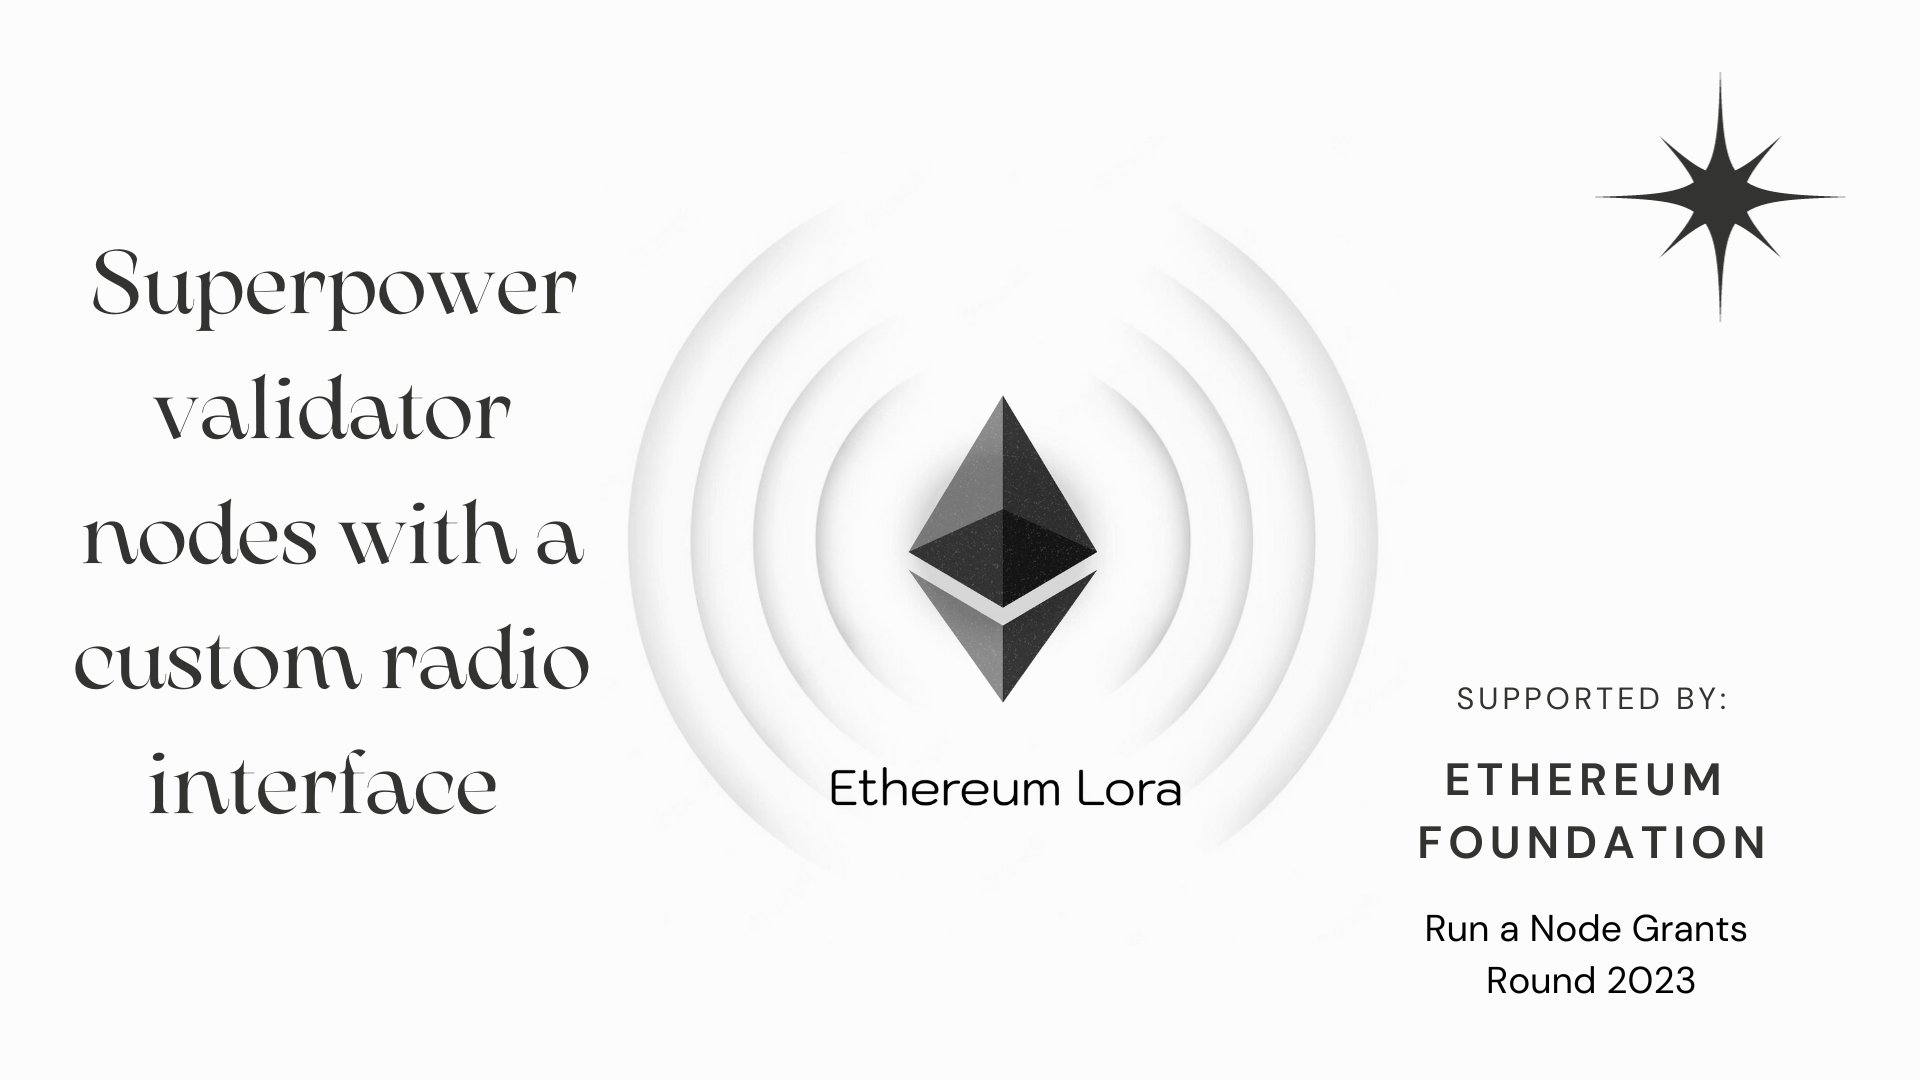 Superpower
validator
nodes with a
custom radio
interface
Ethereum Lora
SUPPORTED BY:
ETHEREUM
FOUNDATION
Run a Node Grants
Round 2023